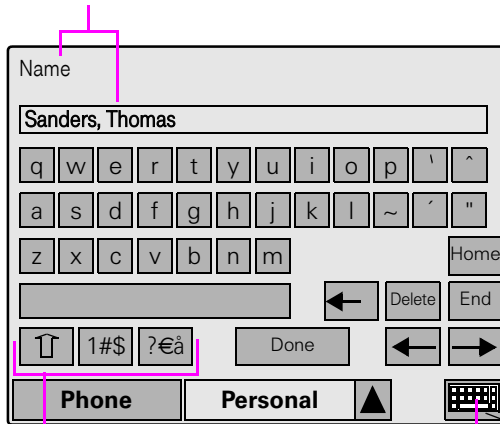 Name
Sanders, Thomas
q w e r t y u i o p ` ^
a s d f g h j k l ~ ´ "
z x c v b n m Home
Delete End
1#$ ?€å Done
Phone Personal